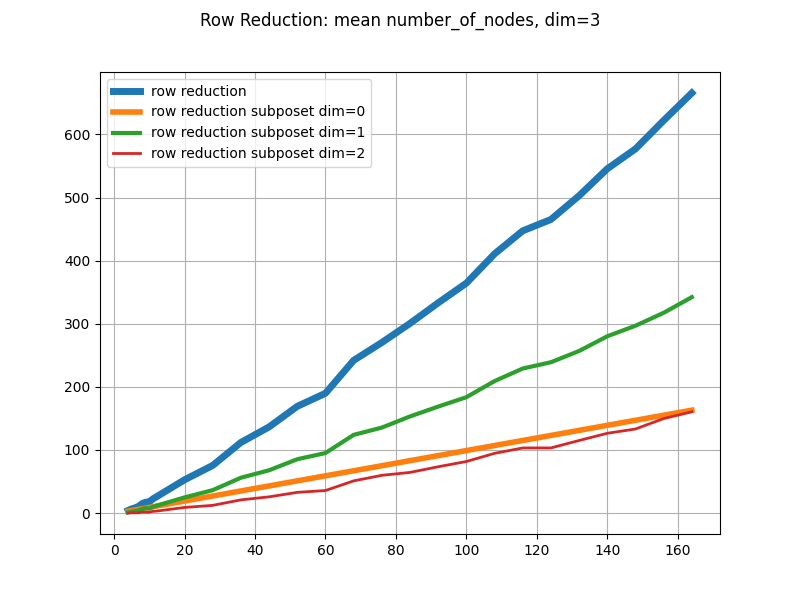 Row Reduction: mean number_of_nodes, dim=3
row reduction
row reduction subposet dim=0
row reduction subposet dim=1
row reduction subposet dim=2
600
500
400
300
200
100
0
0 20 40 60 80 100 120 140 160